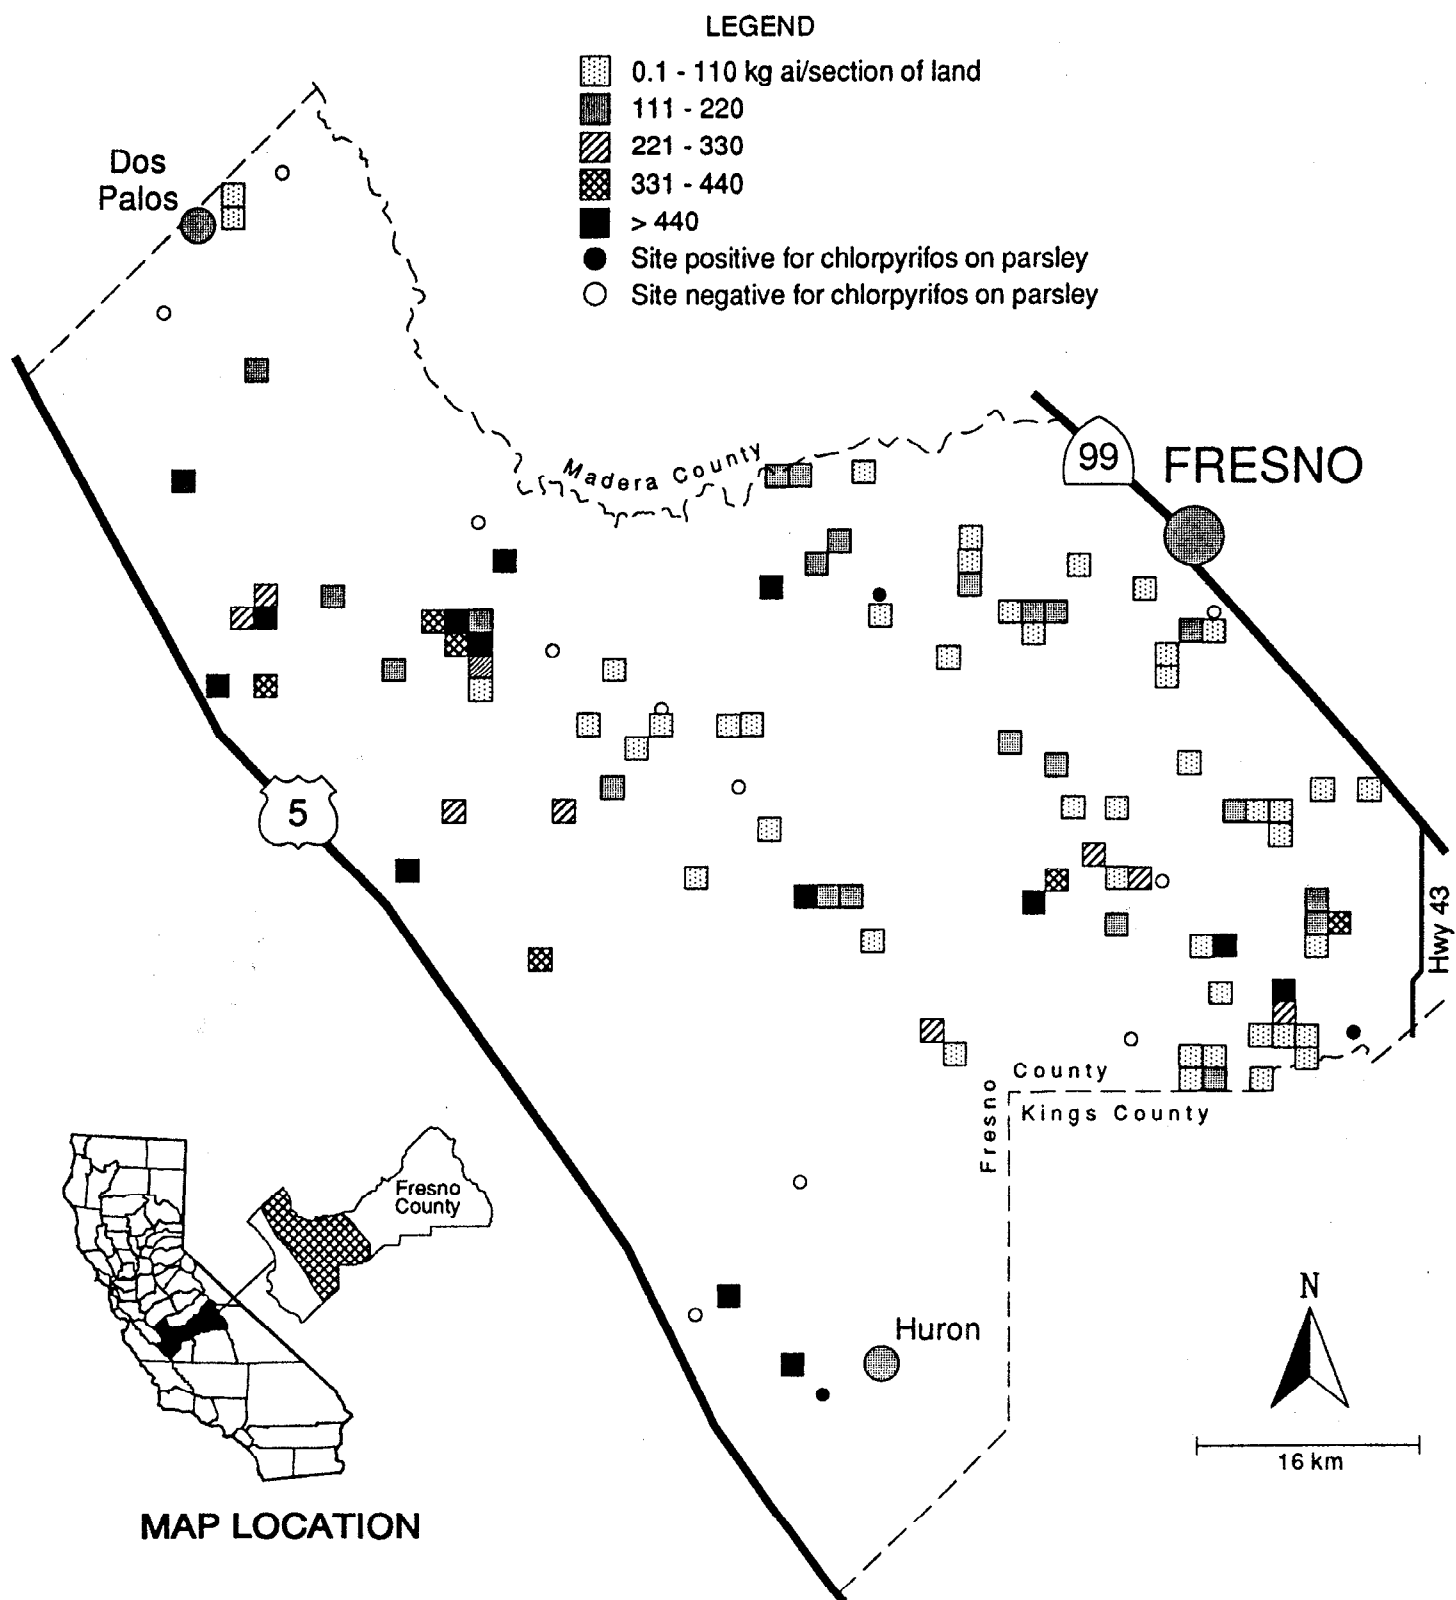 LEGEND
0.1 - 110 kg ai/section of land
111 - 220
221 - 330
331 - 440
> 440
Site positive for chlorpyrifos on parsley
Site negative for chlorpyrifos on parsley
Dos
Palos
Madera County
99
FRESNO
5
Hwy 43
Fresno
County
Kings County
Fresno
County
Huron
N
16 km
MAP LOCATION